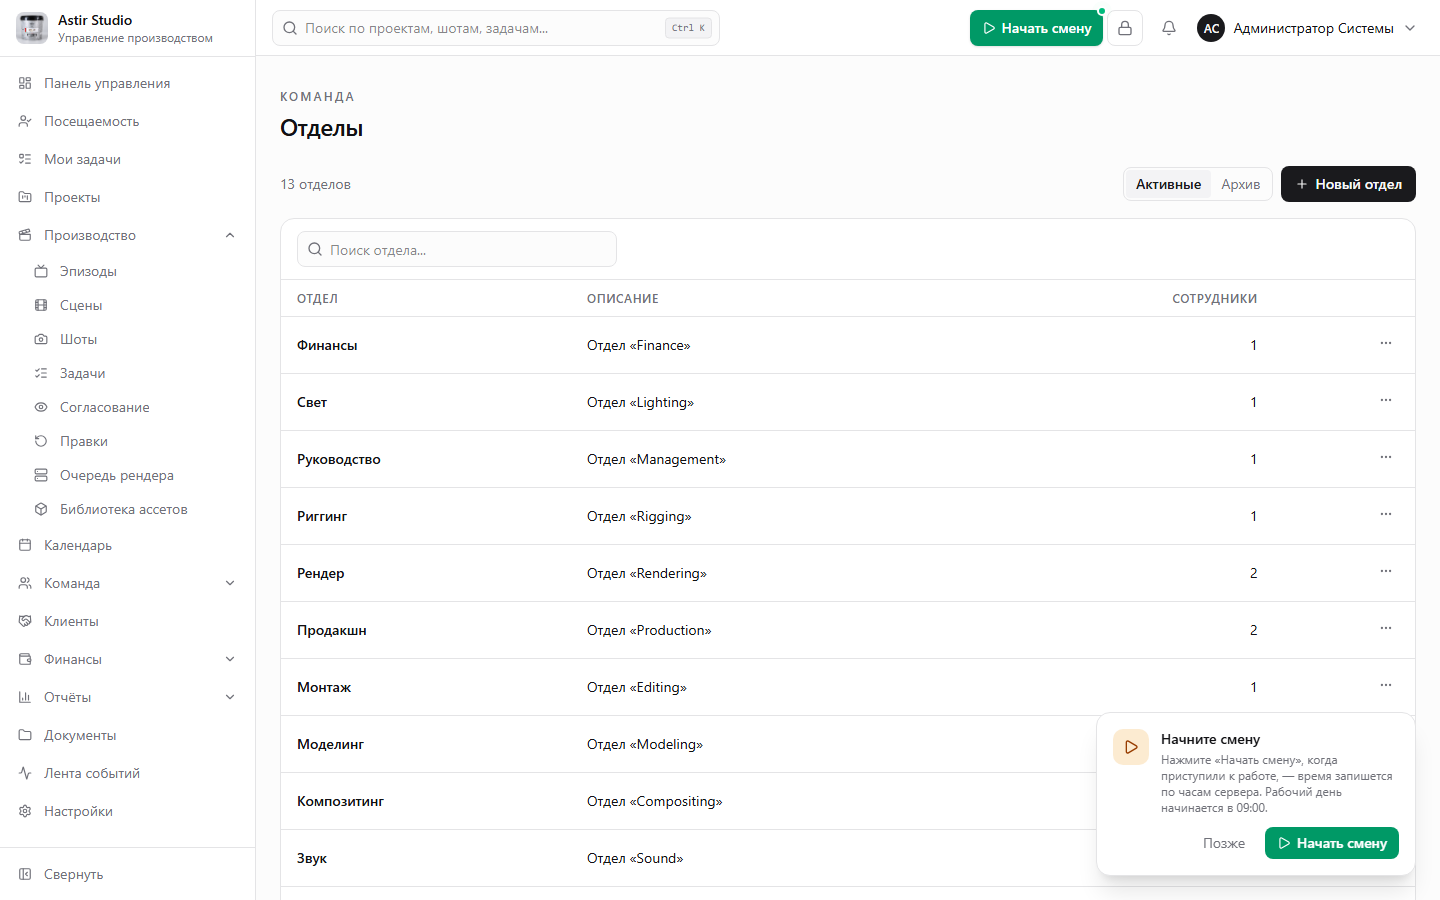 Astir Studio
Управление производством
Поиск по проектам, шотам, задачам...
Ctrl K
Начать смену
АС
Администратор Системы
Панель управления
Посещаемость
Мои задачи
Проекты
Производство
Эпизоды
Сцены
Шоты
Задачи
Согласование
Правки
Очередь рендера
Библиотека ассетов
Календарь
Команда
Клиенты
Финансы
Отчёты
Документы
Лента событий
Настройки
Свернуть
КОМАНДА
Отделы
13 отделов
Активные
Архив
+ Новый отдел
Поиск отдела...
ОТДЕЛ ОПИСАНИЕ СОТРУДНИКИ
Финансы Отдел «Finance» 1 ...
Свет Отдел «Lighting» 1 ...
Руководство Отдел «Management» 1 ...
Риггинг Отдел «Rigging» 1 ...
Рендер Отдел «Rendering» 2 ...
Продакшн Отдел «Production» 2 ...
Монтаж Отдел «Editing» 1 ...
Моделинг Отдел «Modeling»
Композитинг Отдел «Compositing»
Звук Отдел «Sound»
Начните смену
Нажмите «Начать смену», когда
приступили к работе, — время запишется
по часам сервера. Рабочий день
начинается в 09:00.
Позже
Начать смену